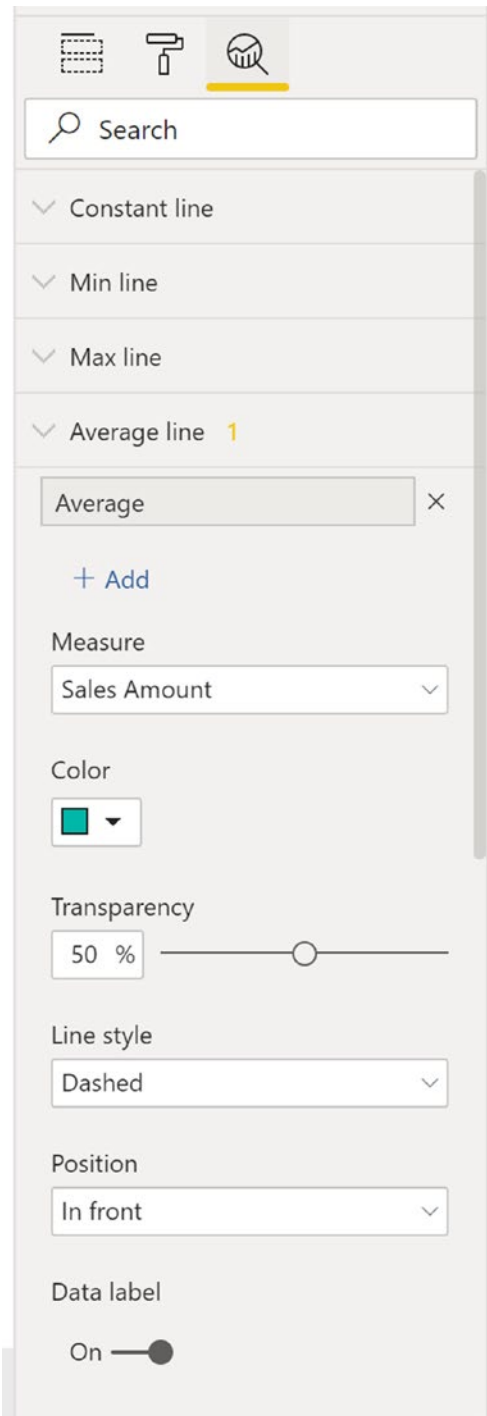 Search
Constant line
Min line
Max line
Average line 1
Average
+ Add
Measure
Sales Amount
Color
Transparency
50 %
Line style
Dashed
Position
In front
Data label
On